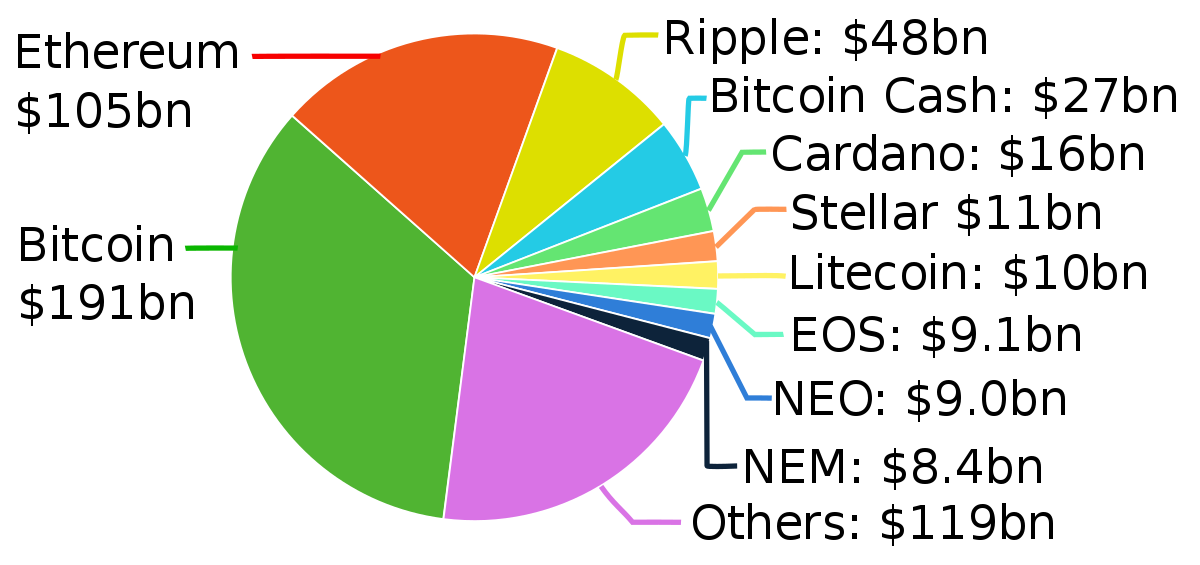 Ethereum
$105bn
Bitcoin
$191bn
Ripple: $48bn
Bitcoin Cash: $27bn
Cardano: $16bn
Stellar $11bn
Litecoin: $10bn
EOS: $9.1bn
NEO: $9.0bn
NEM: $8.4bn
Others: $119bn